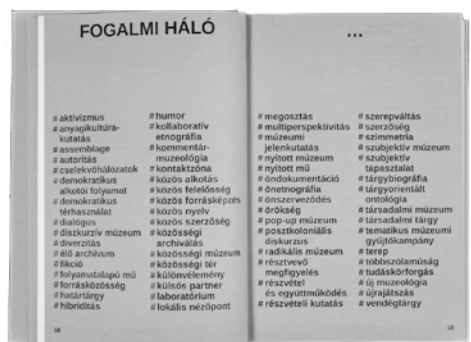 FOGALMI HÁLÓ
# aktivizmus
# anyagikultúra-
kutatás
# assemblage
# autoritás
# cselekvőhálózatok
# demokratikus
alkotói folyamat
# demokratikus
térhasználat
# dialógus
# diszkurzív múzeum
# diverzitás
# élő archívum
# fikció
# folyamatalapú mű
# forrásközösség
# határtárgy
# hibriditás
# humor
# kollaboratív
etnográfia
# kommentár-
muzeológia
# kontaktzóna
# közös alkotás
# közös felelősség
# közös forrásképzés
# közös nyelv
# közös szerzőség
# közösségi
archiválás
# közösségi múzeum
# közösségi tér
# különvélemény
# külsős partner
# laboratórium
# lokális nézőpont
...
# megosztás
# multiperspektivitás
# múzeumi
jelenkutatás
# nyitott múzeum
# nyitott mű
# öndokumentáció
# önetnográfia
# önszerveződés
# örökség
# pop-up múzeum
# posztkoloniális
diskurzus
# radikális múzeum
# résztvevő
megfigyelés
# részvétel
és együttműködés
# részvételi kutatás
# szerepváltás
# szerzőség
# szimmetria
# szubjektív múzeum
# szubjektív
tapasztalat
# tárgybiográfia
# tárgyorientált
ontológia
# társadalmi múzeum
# társadalmi tárgy
# tematikus múzeumi
gyűjtőkampány
# terep
# többszólamúság
# tudáskörforgás
# új muzeológia
# újrajátszás
# vendégtárgy